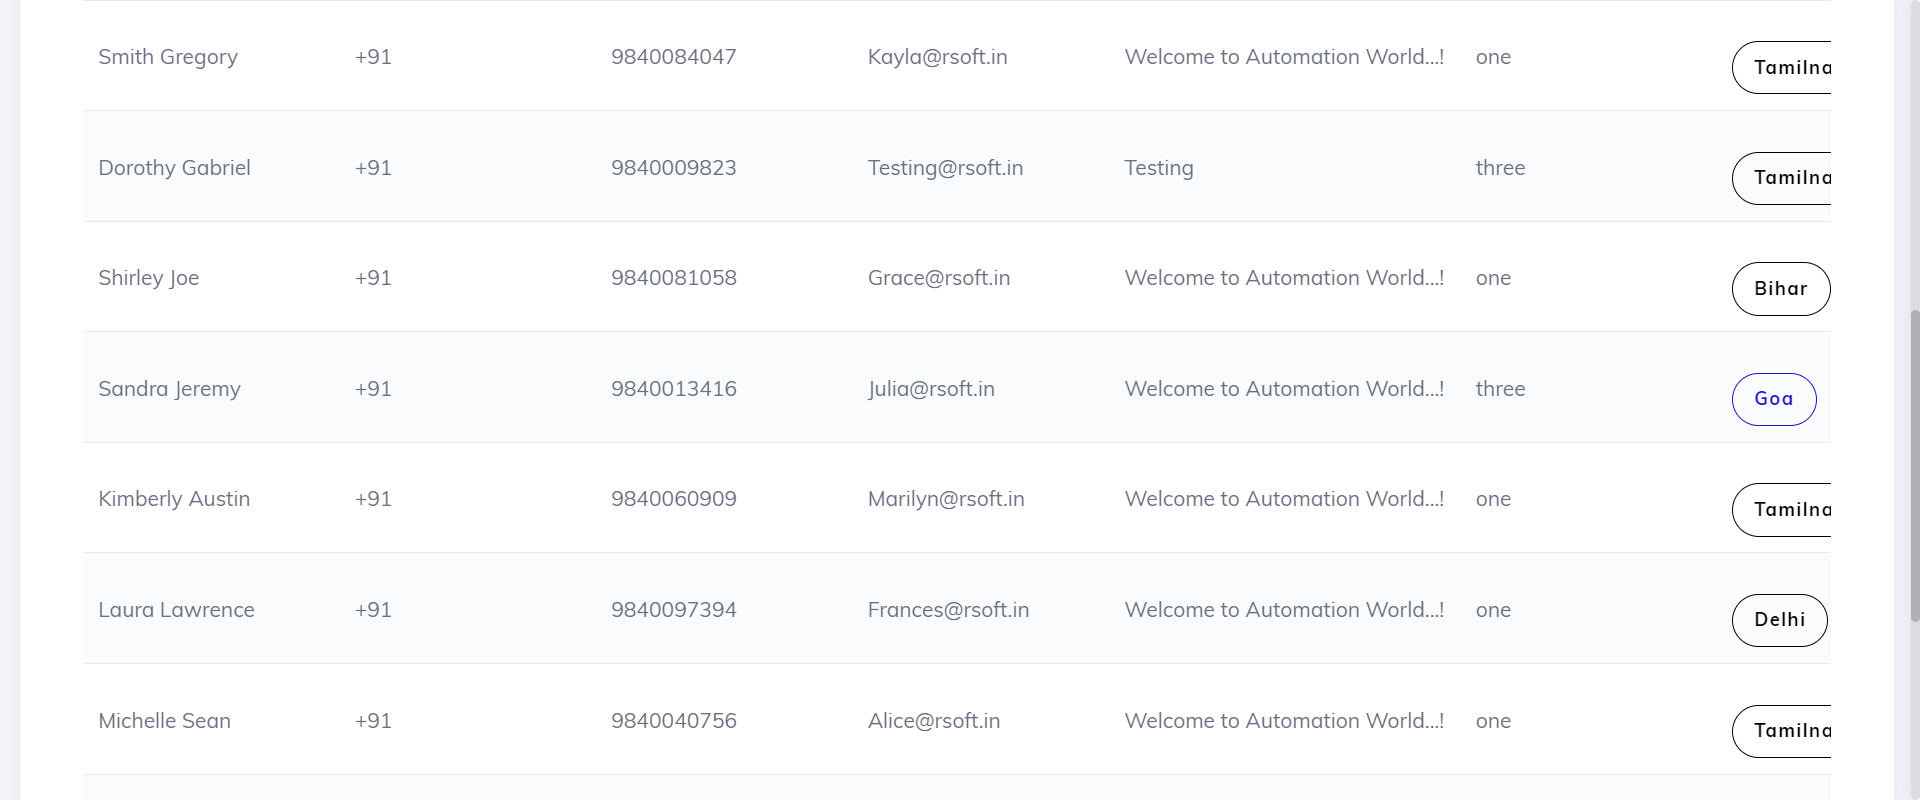 Smith Gregory +91 9840084047 Kayla@rsoft.in Welcome to Automation World...! one Tamilna
Dorothy Gabriel +91 9840009823 Testing@rsoft.in Testing three Tamilna
Shirley Joe +91 9840081058 Grace@rsoft.in Welcome to Automation World...! one Bihar
Sandra Jeremy +91 9840013416 Julia@rsoft.in Welcome to Automation World...! three Goa
Kimberly Austin +91 9840060909 Marilyn@rsoft.in Welcome to Automation World...! one Tamilna
Laura Lawrence +91 9840097394 Frances@rsoft.in Welcome to Automation World...! one Delhi
Michelle Sean +91 9840040756 Alice@rsoft.in Welcome to Automation World...! one Tamilna